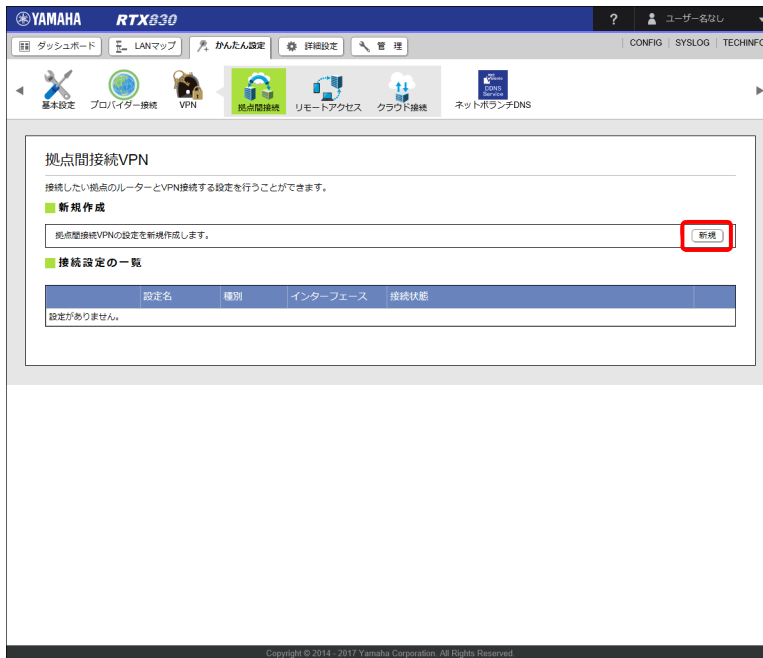 YAMAHA RTX830 ? ユーザー名なし
ダッシュボード LANマップ かんたん設定 詳細設定 管 理 CONFIG SYSLOG TECHINFO
基本設定 プロバイダー接続 VPN 拠点間接続 リモートアクセス クラウド接続 DDNS Service ネットボランチDNS
拠点間接続VPN
接続したい拠点のルーターとVPN接続する設定を行うことができます。
新規作成
拠点間接続VPNの設定を新規作成します。 新規
接続設定の一覧
設定名 種別 インターフェース 接続状態
設定がありません。
Copyright © 2014 - 2017 Yamaha Corporation. All Rights Reserved.